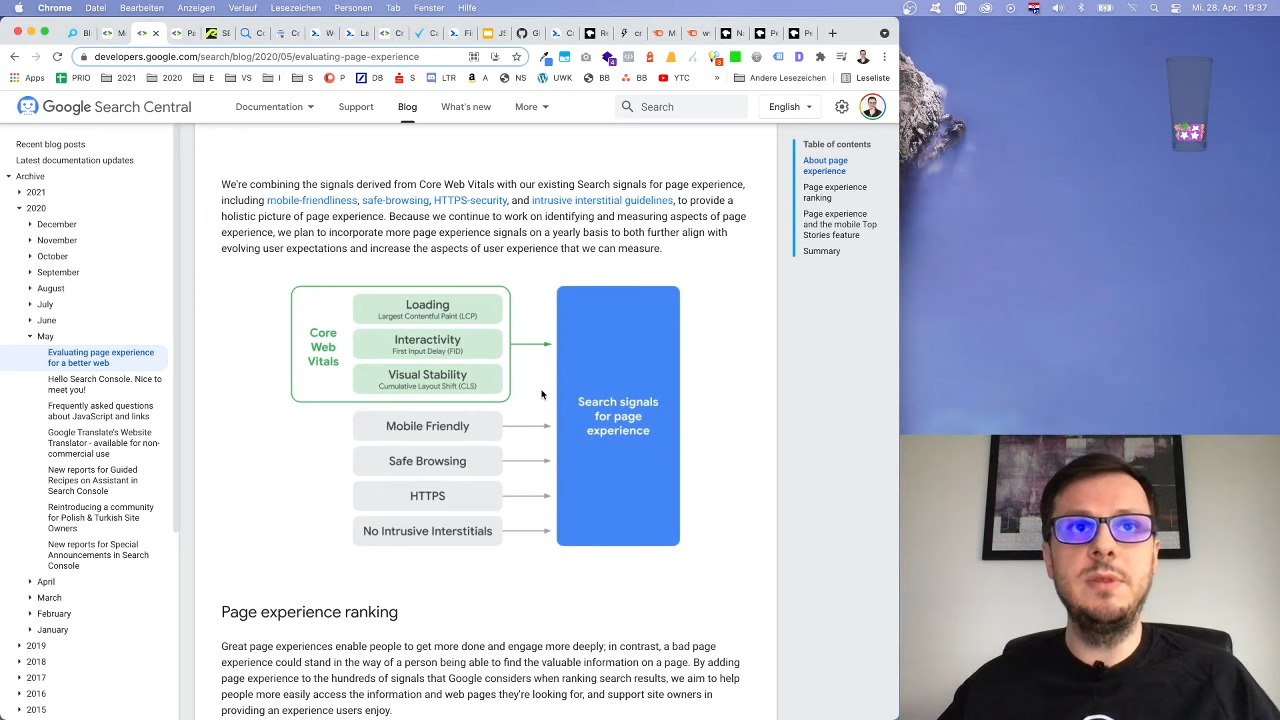 Chrome Datei Bearbeiten Anzeigen Verlauf Lesezeichen Personen Tab Fenster Hilfe Mi. 28. Apr. 19:37
developers.google.com/search/blog/2020/05/evaluating-page-experience
Apps PRIO 2021 2020 VS I S P DB S A NS UWK BB BB YTC » Andere Lesezeichen Leseliste
Google Search Central Documentation Support Blog What's new More Search English
Recent blog posts
Latest documentation updates
Archive
2021
2020
December
November
October
September
August
July
June
May
Evaluating page experience
for a better web
Hello Search Console. Nice to
meet you!
Frequently asked questions
about JavaScript and links
Google Translate's Website
Translator - available for non-
commercial use
New reports for Guided
Recipes on Assistant in
Search Console
Reintroducing a community
for Polish & Turkish Site
Owners
New reports for Special
Announcements in Search
Console
April
March
February
January
2019
2018
2017
2016
2015
We're combining the signals derived from Core Web Vitals with our existing Search signals for page experience,
including mobile-friendliness, safe-browsing, HTTPS-security, and intrusive interstitial guidelines, to provide a
holistic picture of page experience. Because we continue to work on identifying and measuring aspects of page
experience, we plan to incorporate more page experience signals on a yearly basis to both further align with
evolving user expectations and increase the aspects of user experience that we can measure.
Core
Web
Vitals
Loading
Largest Contentful Paint (LCP)
Interactivity
First Input Delay (FID)
Visual Stability
Cumulative Layout Shift (CLS)
Mobile Friendly
Safe Browsing
HTTPS
No Intrusive Interstitials
Search signals
for page
experience
Page experience ranking
Great page experiences enable people to get more done and engage more deeply; in contrast, a bad page
experience could stand in the way of a person being able to find the valuable information on a page. By adding
page experience to the hundreds of signals that Google considers when ranking search results, we aim to help
people more easily access the information and web pages they're looking for, and support site owners in
providing an experience users enjoy.
Table of contents
About page
experience
Page experience
ranking
Page experience
and the mobile Top
Stories feature
Summary